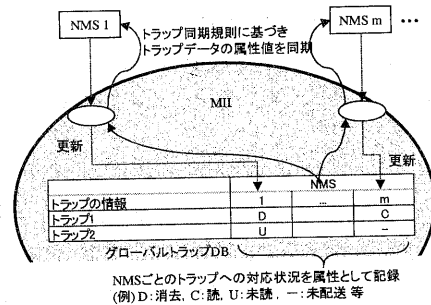 NMS 1
トラップ同期規則に基づき
トラップデータの属性値を同期
NMS m
…
MII
更新
更新
NMS
トラップの情報 1 … m
トラップ1 D C
トラップ2 U －
グローバルトラップDB
NMSごとのトラップへの対応状況を属性として記録
(例) D：消去, C：読, U：未読, －：未配送 等